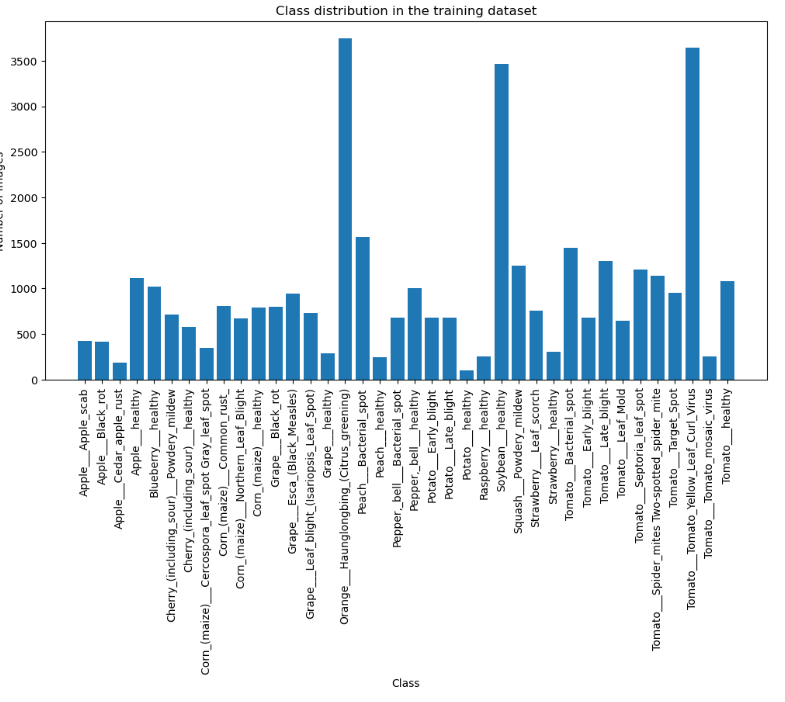 Class distribution in the training dataset
Number of Images
3500
3000
2500
2000
1500
1000
500
0
Apple___Apple_scab
Apple___Black_rot
Apple___Cedar_apple_rust
Apple___healthy
Blueberry___healthy
Cherry_(including_sour)___Powdery_mildew
Cherry_(including_sour)___healthy
Corn_(maize)___Cercospora_leaf_spot Gray_leaf_spot
Corn_(maize)___Common_rust_
Corn_(maize)___Northern_Leaf_Blight
Corn_(maize)___healthy
Grape___Black_rot
Grape___Esca_(Black_Measles)
Grape___Leaf_blight_(Isariopsis_Leaf_Spot)
Grape___healthy
Orange___Haunglongbing_(Citrus_greening)
Peach___Bacterial_spot
Peach___healthy
Pepper,_bell___Bacterial_spot
Pepper,_bell___healthy
Potato___Early_blight
Potato___Late_blight
Potato___healthy
Raspberry___healthy
Soybean___healthy
Squash___Powdery_mildew
Strawberry___Leaf_scorch
Strawberry___healthy
Tomato___Bacterial_spot
Tomato___Early_blight
Tomato___Late_blight
Tomato___Leaf_Mold
Tomato___Septoria_leaf_spot
Tomato___Spider_mites Two-spotted_spider_mite
Tomato___Target_Spot
Tomato___Tomato_Yellow_Leaf_Curl_Virus
Tomato___Tomato_mosaic_virus
Tomato___healthy
Class